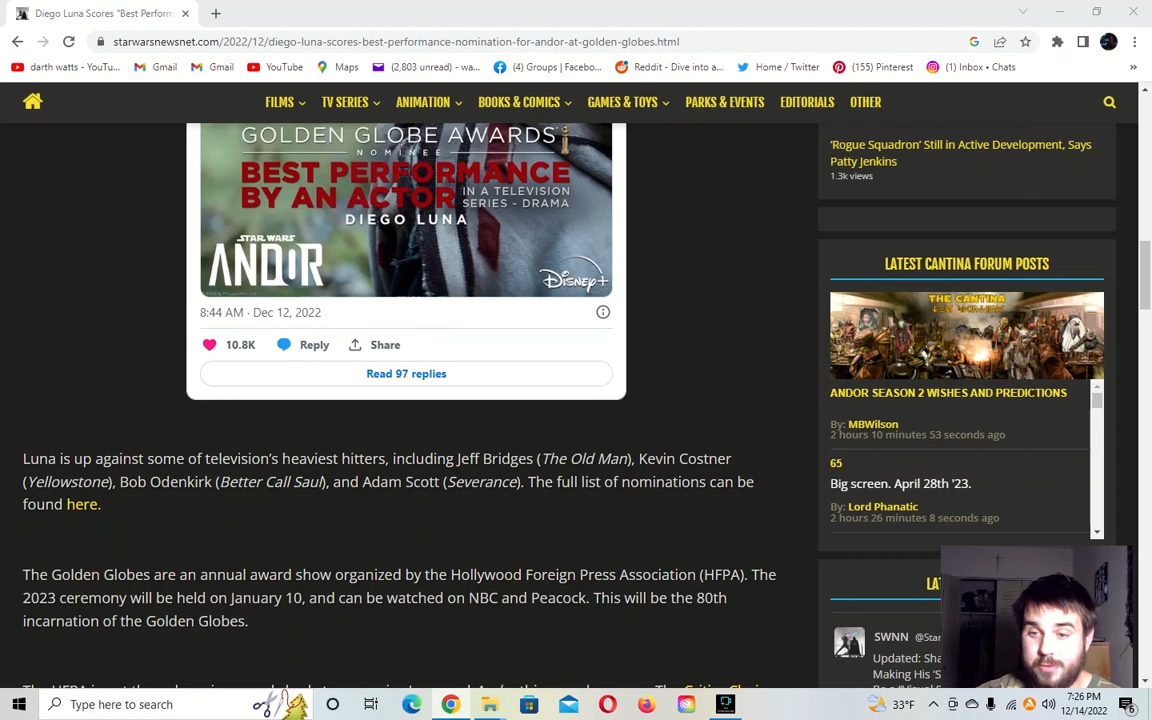 Diego Luna Scores "Best Perform
starwarsnewsnet.com/2022/12/diego-luna-scores-best-performance-nomination-for-andor-at-golden-globes.html
darth watts - YouTu... Gmail Gmail YouTube Maps (2,803 unread) - wa... (4) Groups | Facebo... Reddit - Dive into a... Home / Twitter (155) Pinterest (1) Inbox • Chats »
FILMS TV SERIES ANIMATION BOOKS & COMICS GAMES & TOYS PARKS & EVENTS EDITORIALS OTHER
GOLDEN GLOBE AWARDS
NOMINEE
BEST PERFORMANCE
BY AN ACTOR IN A TELEVISION
SERIES - DRAMA
DIEGO LUNA
STAR WARS
ANDOR
Disney+
8:44 AM · Dec 12, 2022
10.8K Reply Share
Read 97 replies
Luna is up against some of television's heaviest hitters, including Jeff Bridges (The Old Man), Kevin Costner
(Yellowstone), Bob Odenkirk (Better Call Saul), and Adam Scott (Severance). The full list of nominations can be
found here.
The Golden Globes are an annual award show organized by the Hollywood Foreign Press Association (HFPA). The
2023 ceremony will be held on January 10, and can be watched on NBC and Peacock. This will be the 80th
incarnation of the Golden Globes.
'Rogue Squadron' Still in Active Development, Says
Patty Jenkins
1.3k views
LATEST CANTINA FORUM POSTS
THE CANTINA
ANDOR SEASON 2 WISHES AND PREDICTIONS
By: MBWilson
2 hours 10 minutes 53 seconds ago
65
Big screen. April 28th '23.
By: Lord Phanatic
2 hours 26 minutes 8 seconds ago
LA
SWNN @Star
Updated: Sha
Making His 'S
Type here to search
33°F
7:26 PM
12/14/2022
6